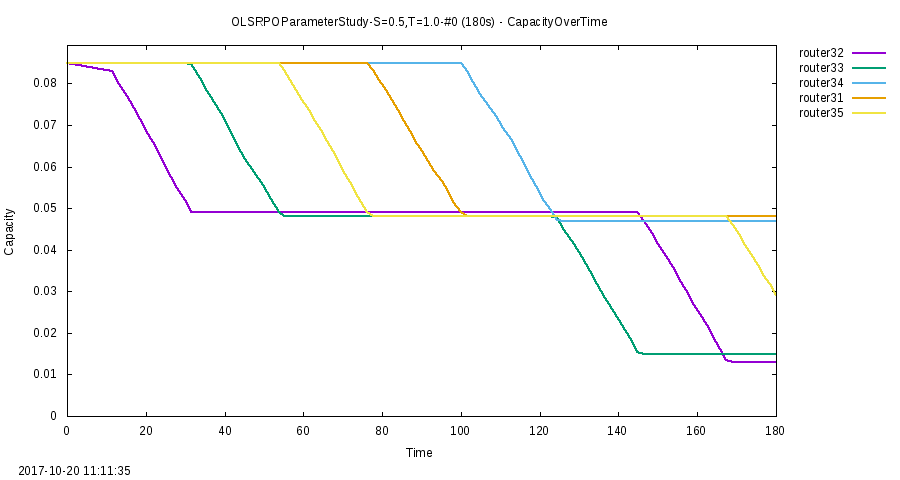 OLSRPOParameterStudy-S=0.5,T=1.0-#0 (180s) - CapacityOverTime
router32
router33
router34
router31
router35
0.08
0.07
0.06
0.05
0.04
0.03
0.02
0.01
0
Capacity
0 20 40 60 80 100 120 140 160 180
Time
2017-10-20 11:11:35